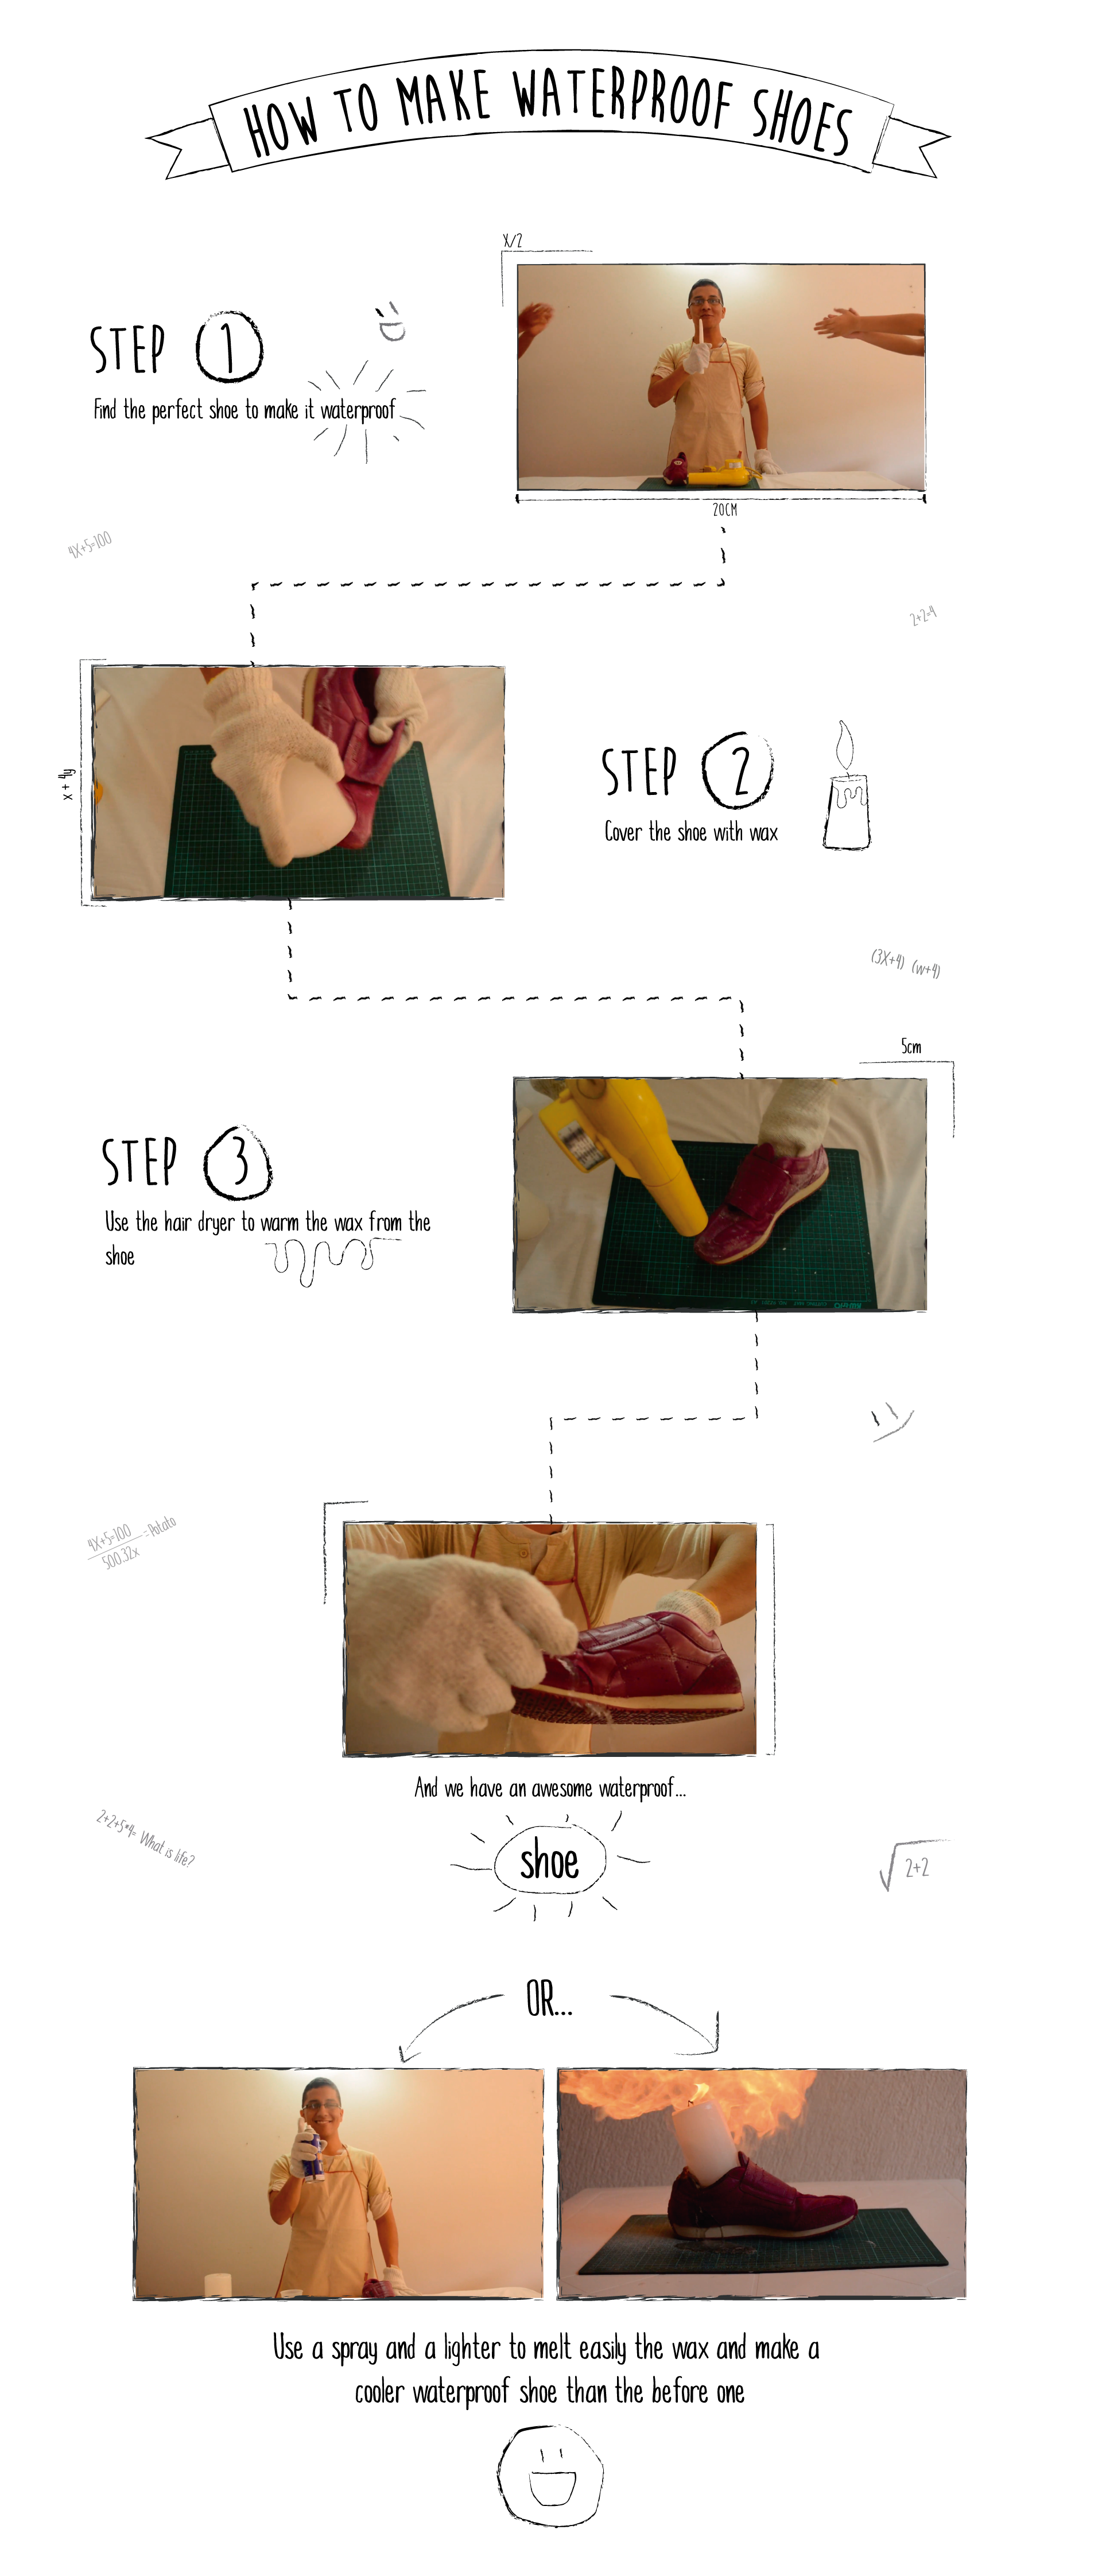 HOW TO MAKE WATERPROOF SHOES
X/2
STEP 1
Find the perfect shoe to make it waterproof
20CM
4X+5=100
2+2=4
x + 4y
STEP 2
Cover the shoe with wax
(3X+4) (w+4)
5cm
STEP 3
Use the hair dryer to warm the wax from the
shoe
4X+5=100
=Potato
500.32x
And we have an awesome waterproof...
2+2+5*4= What is life?
shoe
√2+2
OR...
Use a spray and a lighter to melt easily the wax and make a
cooler waterproof shoe than the before one